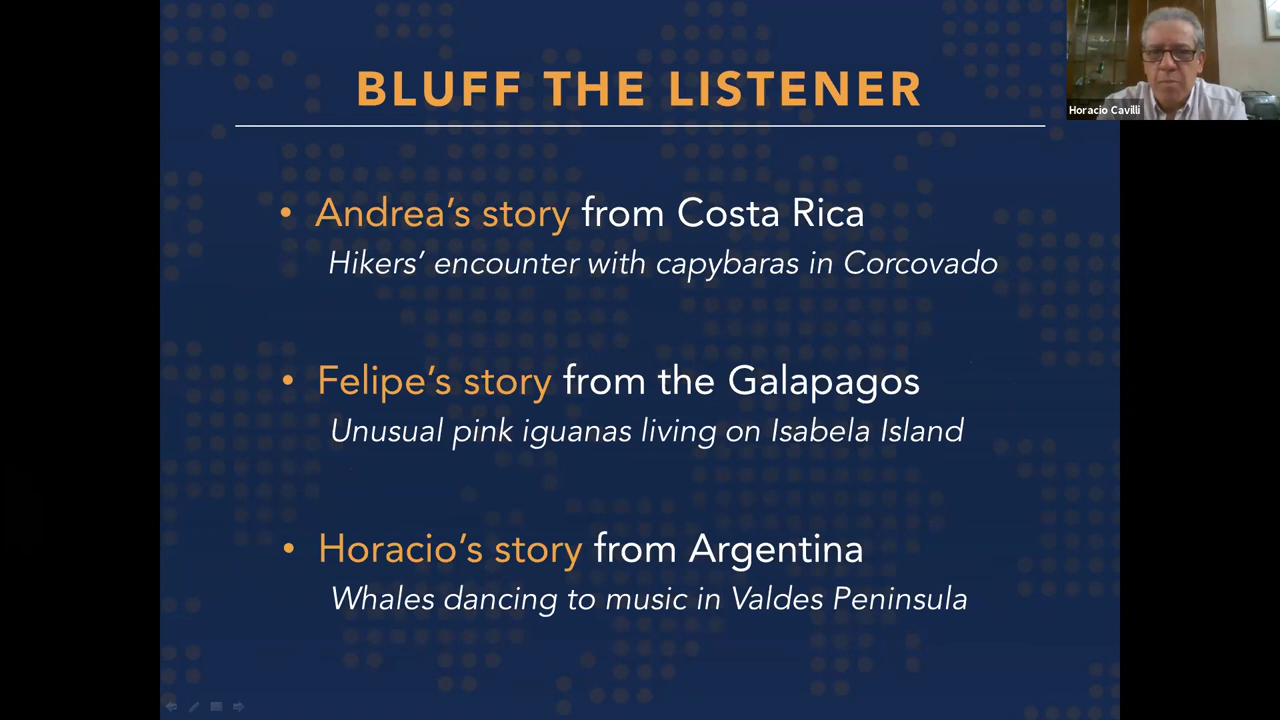 BLUFF THE LISTENER
Horacio Cavilli
• Andrea’s story from Costa Rica
Hikers’ encounter with capybaras in Corcovado
• Felipe’s story from the Galapagos
Unusual pink iguanas living on Isabela Island
• Horacio’s story from Argentina
Whales dancing to music in Valdes Peninsula